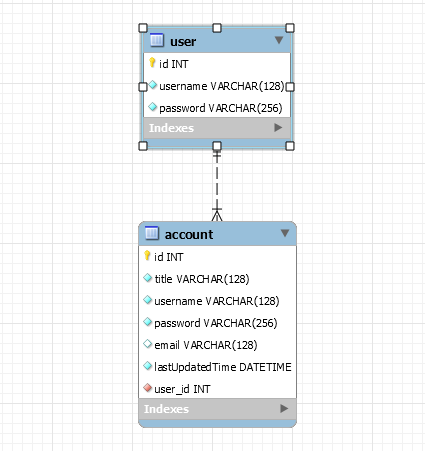 user
id INT
username VARCHAR(128)
password VARCHAR(256)
Indexes
account
id INT
title VARCHAR(128)
username VARCHAR(128)
password VARCHAR(256)
email VARCHAR(128)
lastUpdatedTime DATETIME
user_id INT
Indexes